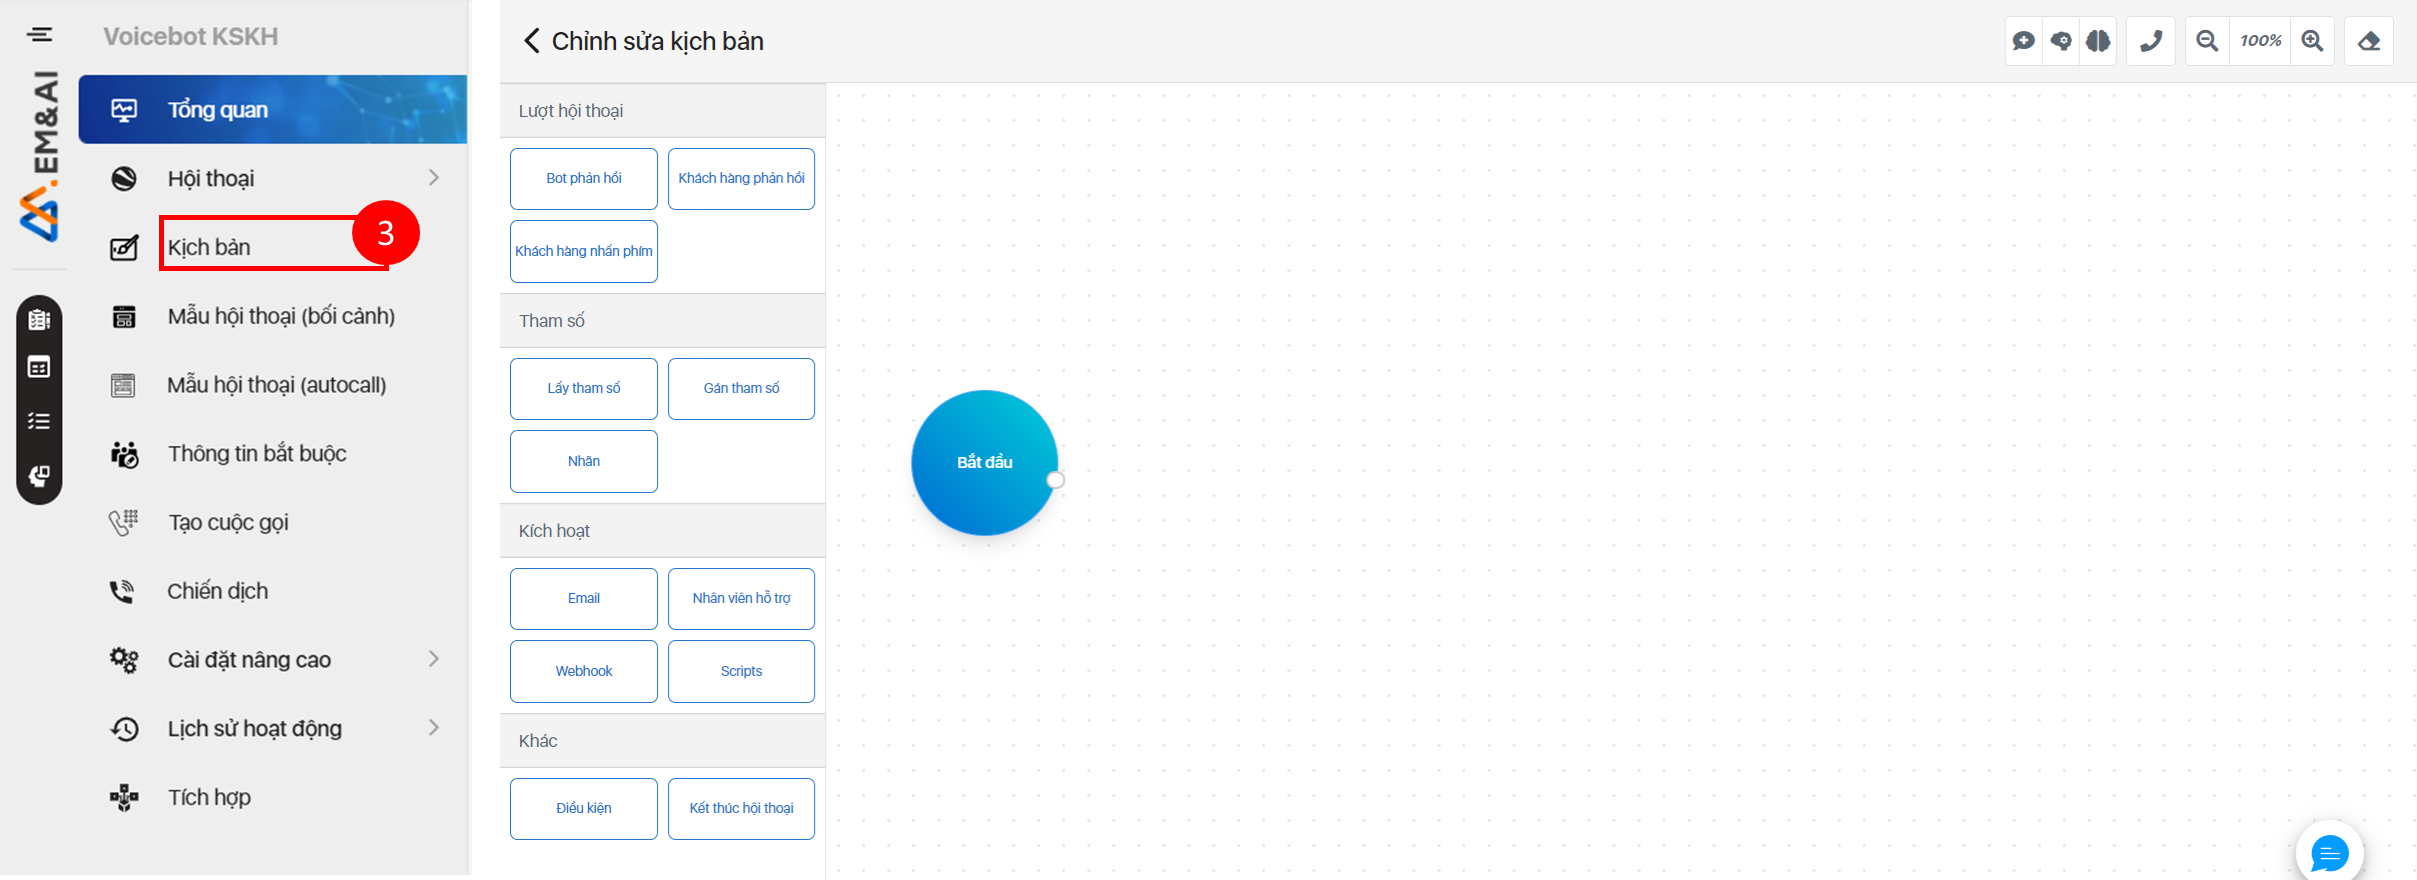 Voicebot KSKH
EM&AI
Tổng quan
Hội thoại
Kịch bản
3
Mẫu hội thoại (bối cảnh)
Mẫu hội thoại (autocall)
Thông tin bắt buộc
Tạo cuộc gọi
Chiến dịch
Cài đặt nâng cao
Lịch sử hoạt động
Tích hợp
Chỉnh sửa kịch bản
100%
Lượt hội thoại
Bot phản hồi
Khách hàng phản hồi
Khách hàng nhấn phím
Tham số
Lấy tham số
Gán tham số
Nhãn
Kích hoạt
Email
Nhân viên hỗ trợ
Webhook
Scripts
Khác
Điều kiện
Kết thúc hội thoại
Bắt đầu